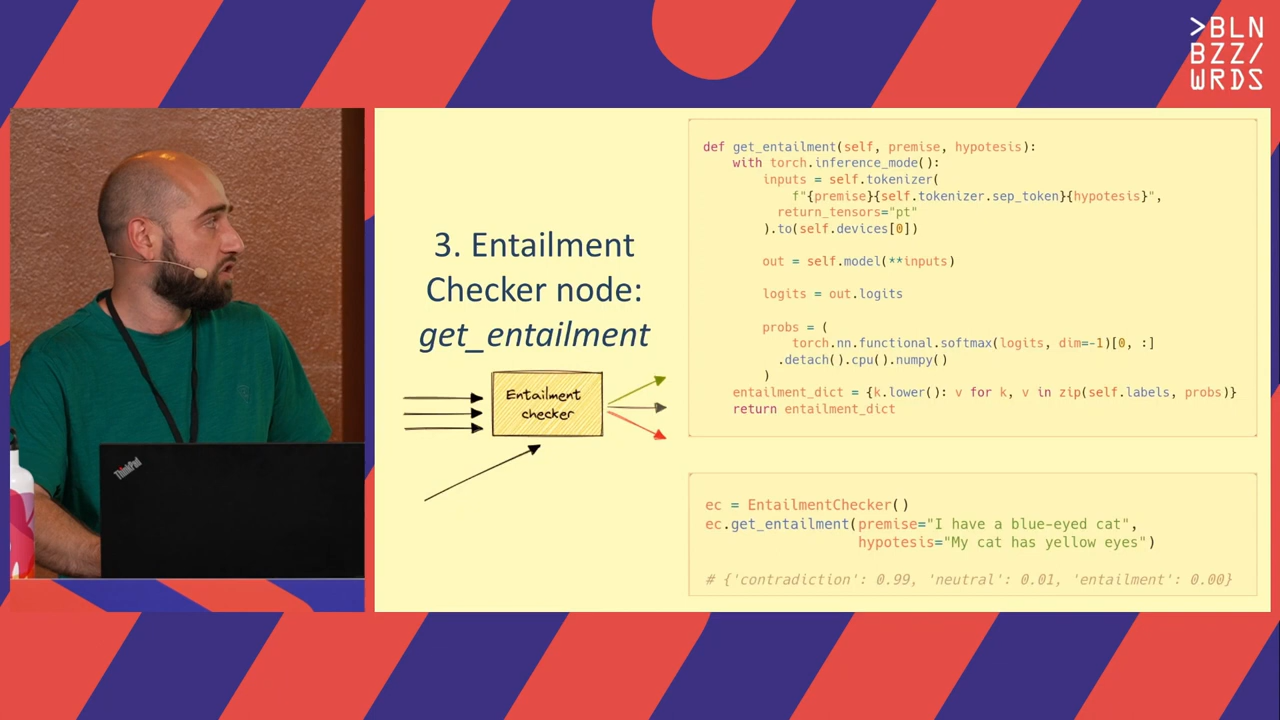 >BLN
BZZ/
WRDS
3. Entailment
Checker node:
get_entailment
Entailment
checker
def get_entailment(self, premise, hypotesis):
    with torch.inference_mode():
        inputs = self.tokenizer(
            f"{premise}{self.tokenizer.sep_token}{hypotesis}",
          return_tensors="pt"
        ).to(self.devices[0])
        out = self.model(**inputs)
        logits = out.logits
        probs = (
            torch.nn.functional.softmax(logits, dim=-1)[0, :]
          .detach().cpu().numpy()
        )
    entailment_dict = {k.lower(): v for k, v in zip(self.labels, probs)}
    return entailment_dict
ec = EntailmentChecker()
ec.get_entailment(premise="I have a blue-eyed cat",
                  hypotesis="My cat has yellow eyes")
# {'contradiction': 0.99, 'neutral': 0.01, 'entailment': 0.00}
ThinkPad